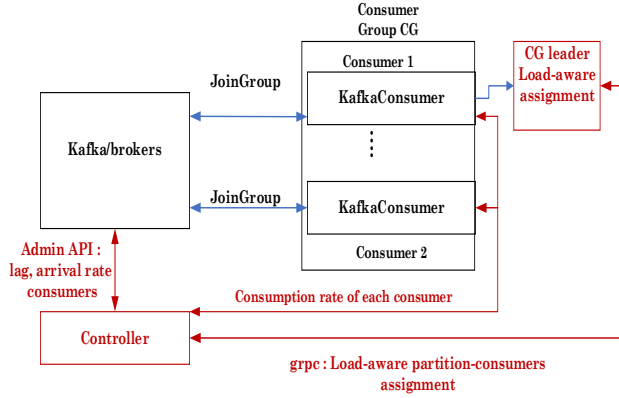 Consumer
Group CG
Consumer 1
CG leader
Load-aware
assignment
JoinGroup
KafkaConsumer
Kafka/brokers
JoinGroup
KafkaConsumer
Consumer 2
Admin API :
lag, arrival rate
consumers
Consumption rate of each consumer
Controller
grpc : Load-aware partition-consumers
assignment